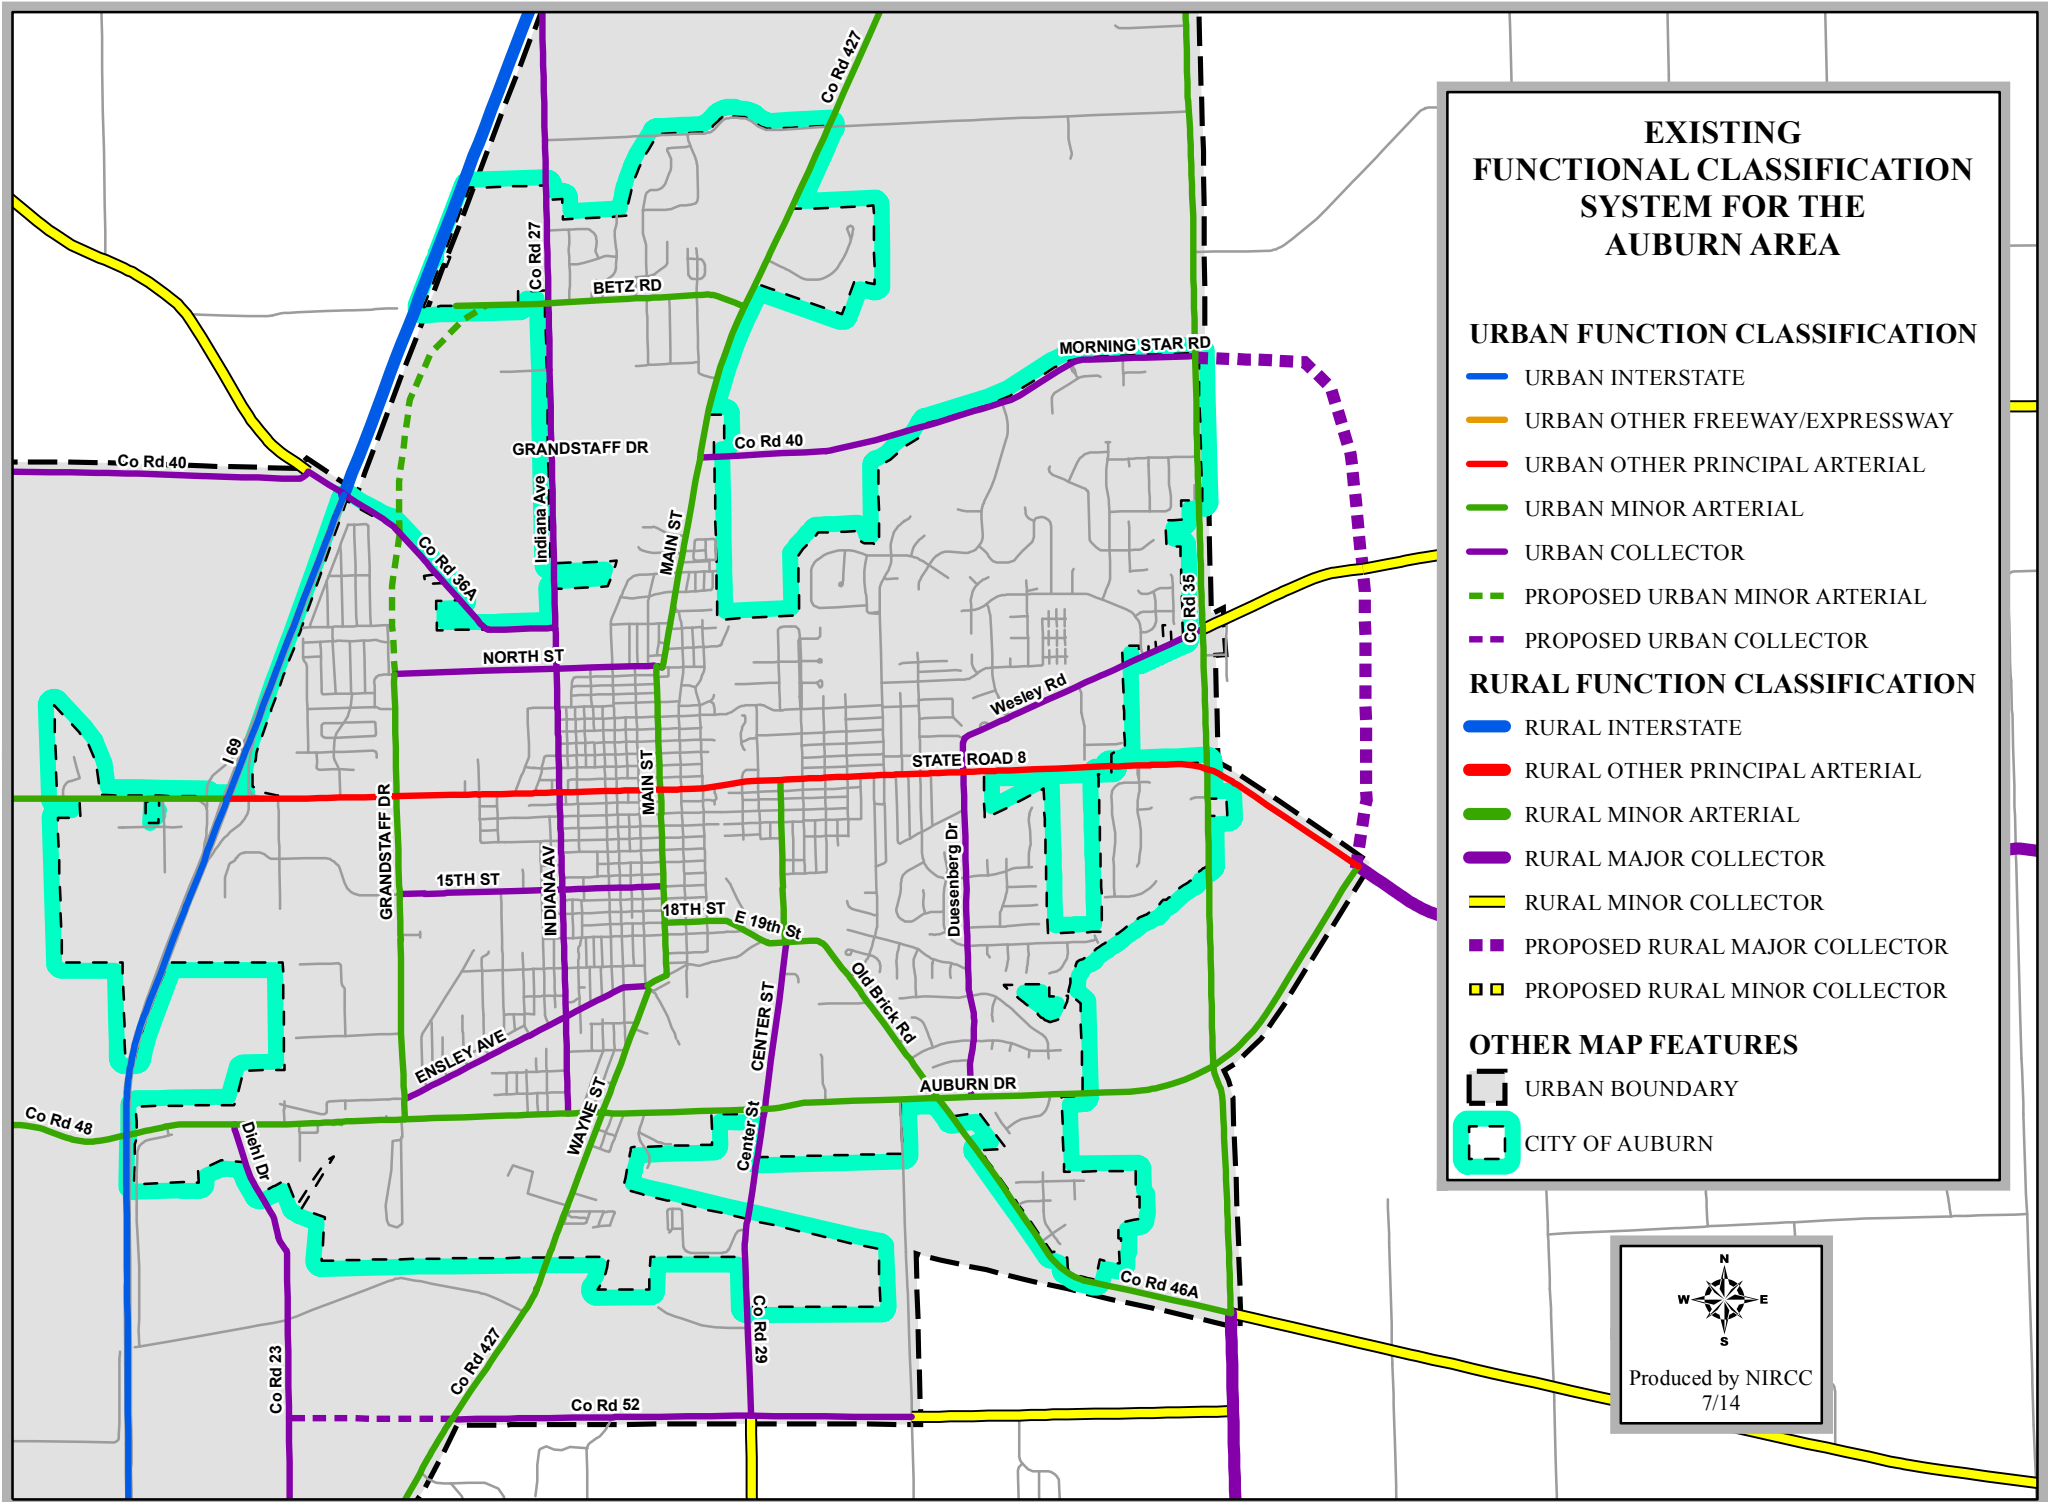 EXISTING
FUNCTIONAL CLASSIFICATION
SYSTEM FOR THE
AUBURN AREA
URBAN FUNCTION CLASSIFICATION
URBAN INTERSTATE
URBAN OTHER FREEWAY/EXPRESSWAY
URBAN OTHER PRINCIPAL ARTERIAL
URBAN MINOR ARTERIAL
URBAN COLLECTOR
PROPOSED URBAN MINOR ARTERIAL
PROPOSED URBAN COLLECTOR
RURAL FUNCTION CLASSIFICATION
RURAL INTERSTATE
RURAL OTHER PRINCIPAL ARTERIAL
RURAL MINOR ARTERIAL
RURAL MAJOR COLLECTOR
RURAL MINOR COLLECTOR
PROPOSED RURAL MAJOR COLLECTOR
PROPOSED RURAL MINOR COLLECTOR
OTHER MAP FEATURES
URBAN BOUNDARY
CITY OF AUBURN
N
W E
S
Produced by NIRCC
7/14
Co Rd 427
Co Rd 27
BETZ RD
MORNING STAR RD
GRANDSTAFF DR
Co Rd 40
Co Rd 40
Indiana Ave
MAIN ST
Co Rd 36A
Co Rd 35
NORTH ST
Wesley Rd
I 69
STATE ROAD 8
MAIN ST
GRANDSTAFF DR
INDIANA AV
Duesenberg Dr
15TH ST
18TH ST
E 19th St
Old Brick Rd
CENTER ST
ENSLEY AVE
AUBURN DR
WAYNE ST
Co Rd 48
Diehl Dr
Center St
Co Rd 46A
Co Rd 29
Co Rd 23
Co Rd 427
Co Rd 52